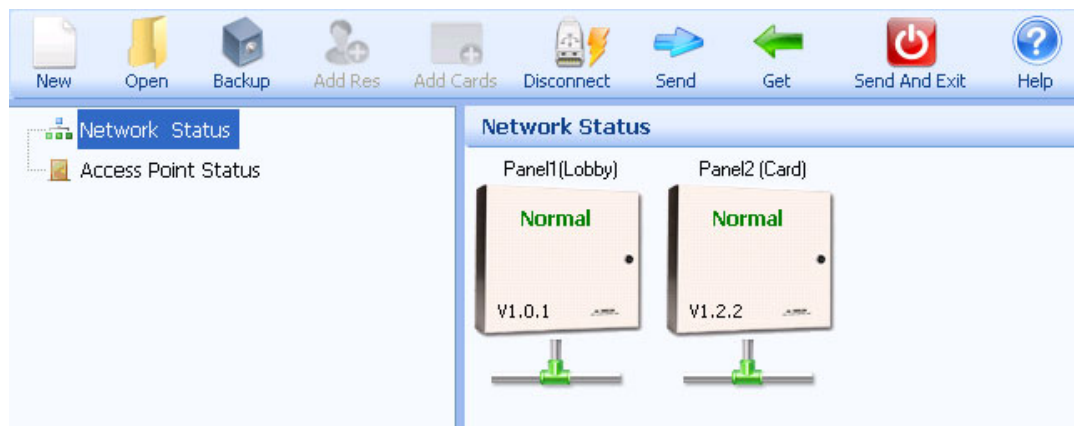 New Open Backup Add Res Add Cards Disconnect Send Get Send And Exit Help
Network Status
Access Point Status
Network Status
Panel1(Lobby) Panel2 (Card)
Normal Normal
V1.0.1 V1.2.2